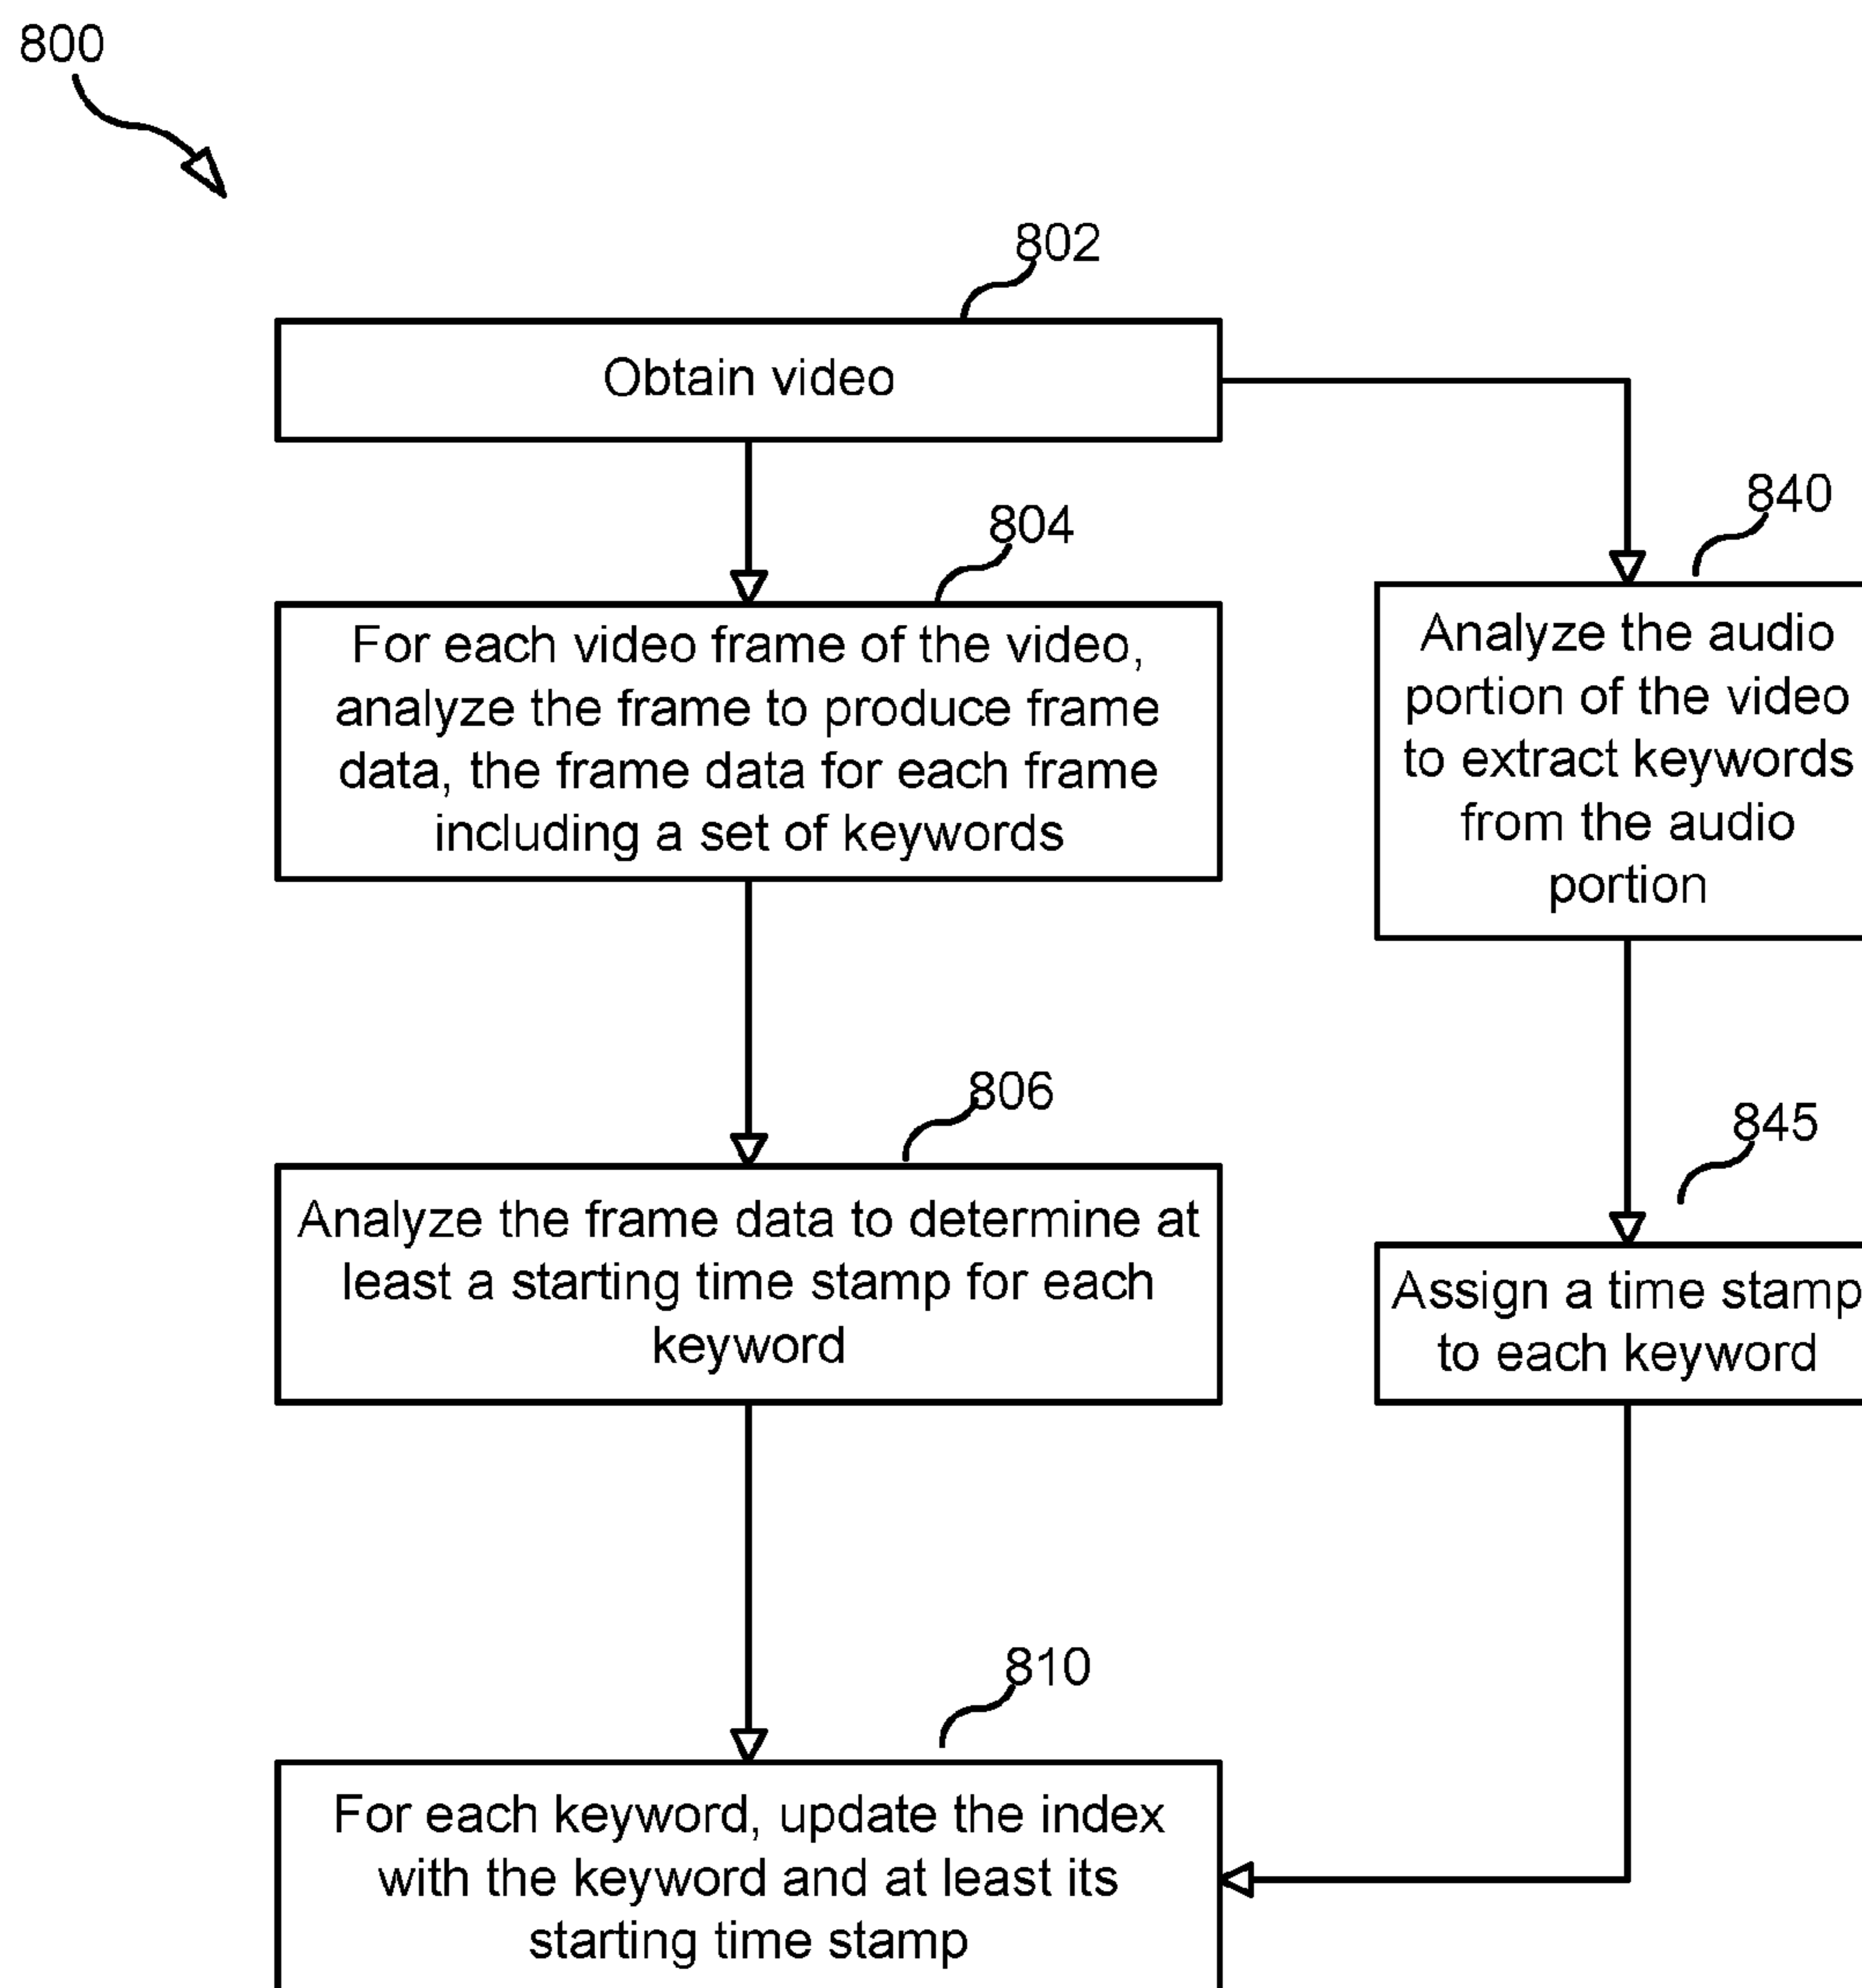 800
802
Obtain video
804
For each video frame of the video,
analyze the frame to produce frame
data, the frame data for each frame
including a set of keywords
840
Analyze the audio
portion of the video
to extract keywords
from the audio
portion
806
Analyze the frame data to determine at
least a starting time stamp for each
keyword
845
Assign a time stamp
to each keyword
810
For each keyword, update the index
with the keyword and at least its
starting time stamp